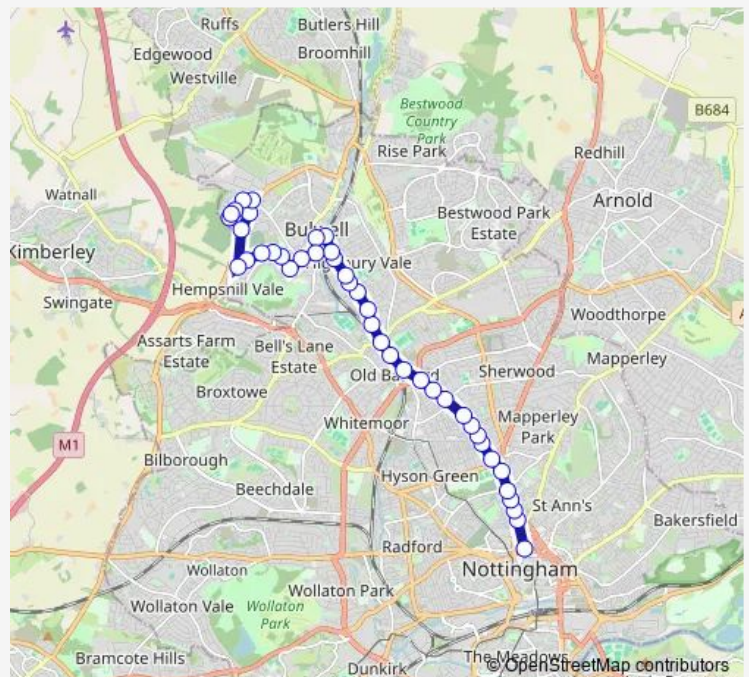 Ruffs
Butlers Hill
Edgewood
Broomhill
Westville
Bestwood
Country
Park
B684
Rise Park
Redhill
Watnall
Arnold
Bestwood Park
Estate
Kimberley
Hempshill Vale
Swingate
Woodthorpe
Assarts Farm
Estate
Bell's Lane
Estate
Mapperley
Old
Sherwood
Broxtowe
Whitemoor
Mapperley
Park
M1
Bilborough
Hyson Green
Beechdale
St Ann's
Bakersfield
Radford
Wollaton
Nottingham
Wollaton Park
Wollaton Vale
Wollaton
Park
Bramcote Hills
Dunkirk
The Meadows
© OpenStreetMap contributors